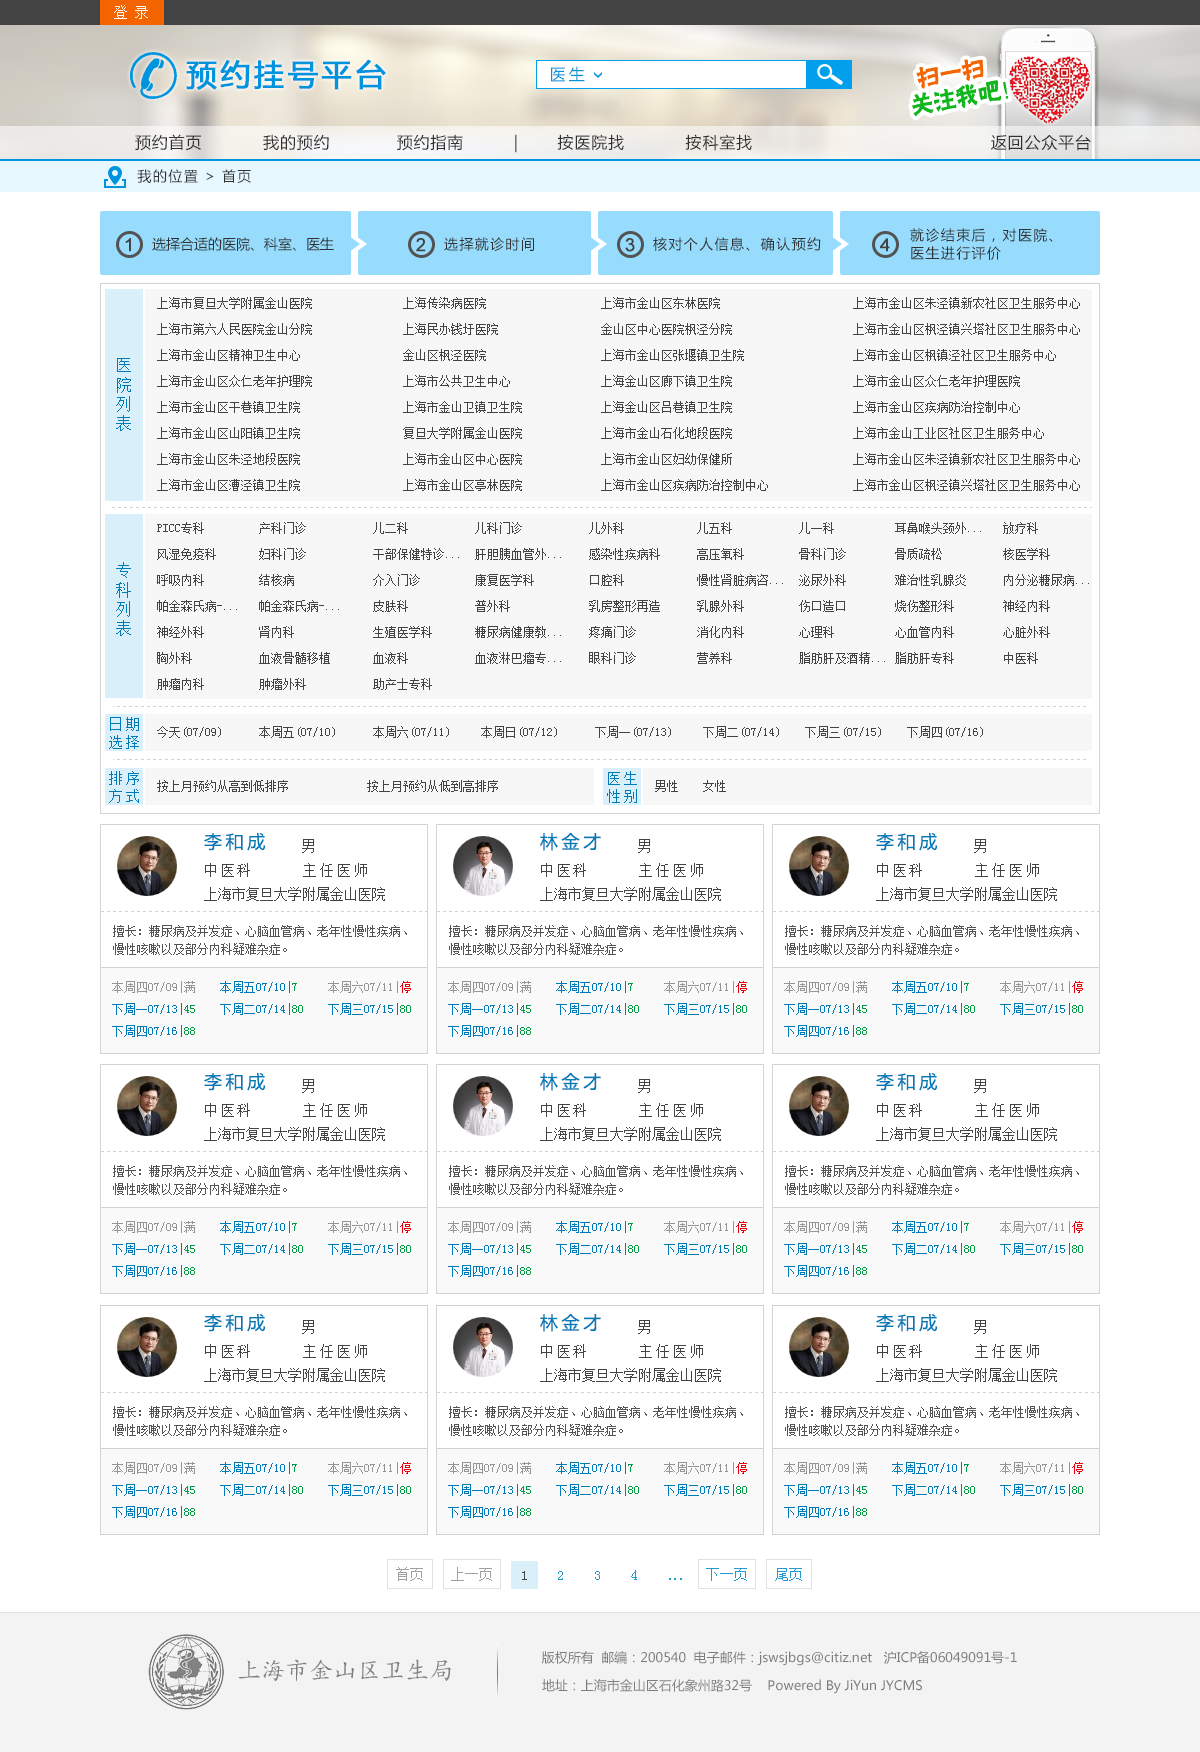 登 录
预约挂号平台
医生
扫一扫
关注我吧!
预约首页 我的预约 预约指南 | 按医院找 按科室找 返回公众平台
我的位置 > 首页
1 选择合适的医院、科室、医生
2 选择就诊时间
3 核对个人信息、确认预约
4 就诊结束后，对医院、
医生进行评价
医院列表
上海市复旦大学附属金山医院 上海传染病医院 上海市金山区东林医院 上海市金山区朱泾镇新农社区卫生服务中心
上海市第六人民医院金山分院 上海民办钱圩医院 金山区中心医院枫泾分院 上海市金山区枫泾镇兴塔社区卫生服务中心
上海市金山区精神卫生中心 金山区枫泾医院 上海市金山区张堰镇卫生院 上海市金山区枫镇泾社区卫生服务中心
上海市金山区众仁老年护理院 上海市公共卫生中心 上海金山区廊下镇卫生院 上海市金山区众仁老年护理医院
上海市金山区干巷镇卫生院 上海市金山卫镇卫生院 上海金山区吕巷镇卫生院 上海市金山区疾病防治控制中心
上海市金山区山阳镇卫生院 复旦大学附属金山医院 上海市金山石化地段医院 上海市金山工业区社区卫生服务中心
上海市金山区朱泾地段医院 上海市金山区中心医院 上海市金山区妇幼保健所 上海市金山区朱泾镇新农社区卫生服务中心
上海市金山区漕泾镇卫生院 上海市金山区亭林医院 上海市金山区疾病防治控制中心 上海市金山区枫泾镇兴塔社区卫生服务中心
专科列表
PICC专科 产科门诊 儿二科 儿科门诊 儿外科 儿五科 儿一科 耳鼻喉头颈外... 放疗科
风湿免疫科 妇科门诊 干部保健特诊... 肝胆胰血管外... 感染性疾病科 高压氧科 骨科门诊 骨质疏松 核医学科
呼吸内科 结核病 介入门诊 康复医学科 口腔科 慢性肾脏病咨... 泌尿外科 难治性乳腺炎 内分泌糖尿病...
帕金森氏病-... 帕金森氏病-... 皮肤科 普外科 乳房整形再造 乳腺外科 伤口造口 烧伤整形科 神经内科
神经外科 肾内科 生殖医学科 糖尿病健康教... 疼痛门诊 消化内科 心理科 心血管内科 心脏外科
胸外科 血液骨髓移植 血液科 血液淋巴瘤专... 眼科门诊 营养科 脂肪肝及酒精... 脂肪肝专科 中医科
肿瘤内科 肿瘤外科 助产士专科
日期选择
今天(07/09) 本周五(07/10) 本周六(07/11) 本周日(07/12) 下周一(07/13) 下周二(07/14) 下周三(07/15) 下周四(07/16)
排序方式
按上月预约从高到低排序 按上月预约从低到高排序
医生性别
男性 女性
李和成 男 林金才 男 李和成 男
中医科 主任医师 中医科 主任医师 中医科 主任医师
上海市复旦大学附属金山医院 上海市复旦大学附属金山医院 上海市复旦大学附属金山医院
擅长：糖尿病及并发症、心脑血管病、老年性慢性疾病、 擅长：糖尿病及并发症、心脑血管病、老年性慢性疾病、 擅长：糖尿病及并发症、心脑血管病、老年性慢性疾病、
慢性咳嗽以及部分内科疑难杂症。 慢性咳嗽以及部分内科疑难杂症。 慢性咳嗽以及部分内科疑难杂症。
本周四07/09|满 本周五07/10|7 本周六07/11|停 本周四07/09|满 本周五07/10|7 本周六07/11|停 本周四07/09|满 本周五07/10|7 本周六07/11|停
下周一07/13|45 下周二07/14|80 下周三07/15|80 下周一07/13|45 下周二07/14|80 下周三07/15|80 下周一07/13|45 下周二07/14|80 下周三07/15|80
下周四07/16|88 下周四07/16|88 下周四07/16|88
李和成 男 林金才 男 李和成 男
中医科 主任医师 中医科 主任医师 中医科 主任医师
上海市复旦大学附属金山医院 上海市复旦大学附属金山医院 上海市复旦大学附属金山医院
擅长：糖尿病及并发症、心脑血管病、老年性慢性疾病、 擅长：糖尿病及并发症、心脑血管病、老年性慢性疾病、 擅长：糖尿病及并发症、心脑血管病、老年性慢性疾病、
慢性咳嗽以及部分内科疑难杂症。 慢性咳嗽以及部分内科疑难杂症。 慢性咳嗽以及部分内科疑难杂症。
本周四07/09|满 本周五07/10|7 本周六07/11|停 本周四07/09|满 本周五07/10|7 本周六07/11|停 本周四07/09|满 本周五07/10|7 本周六07/11|停
下周一07/13|45 下周二07/14|80 下周三07/15|80 下周一07/13|45 下周二07/14|80 下周三07/15|80 下周一07/13|45 下周二07/14|80 下周三07/15|80
下周四07/16|88 下周四07/16|88 下周四07/16|88
李和成 男 林金才 男 李和成 男
中医科 主任医师 中医科 主任医师 中医科 主任医师
上海市复旦大学附属金山医院 上海市复旦大学附属金山医院 上海市复旦大学附属金山医院
擅长：糖尿病及并发症、心脑血管病、老年性慢性疾病、 擅长：糖尿病及并发症、心脑血管病、老年性慢性疾病、 擅长：糖尿病及并发症、心脑血管病、老年性慢性疾病、
慢性咳嗽以及部分内科疑难杂症。 慢性咳嗽以及部分内科疑难杂症。 慢性咳嗽以及部分内科疑难杂症。
本周四07/09|满 本周五07/10|7 本周六07/11|停 本周四07/09|满 本周五07/10|7 本周六07/11|停 本周四07/09|满 本周五07/10|7 本周六07/11|停
下周一07/13|45 下周二07/14|80 下周三07/15|80 下周一07/13|45 下周二07/14|80 下周三07/15|80 下周一07/13|45 下周二07/14|80 下周三07/15|80
下周四07/16|88 下周四07/16|88 下周四07/16|88
首页 上一页 1 2 3 4 ... 下一页 尾页
上海市金山区卫生局
版权所有 邮编：200540 电子邮件：jswsjbgs@citiz.net 沪ICP备06049091号-1
地址：上海市金山区石化象州路32号 Powered By JiYun JYCMS